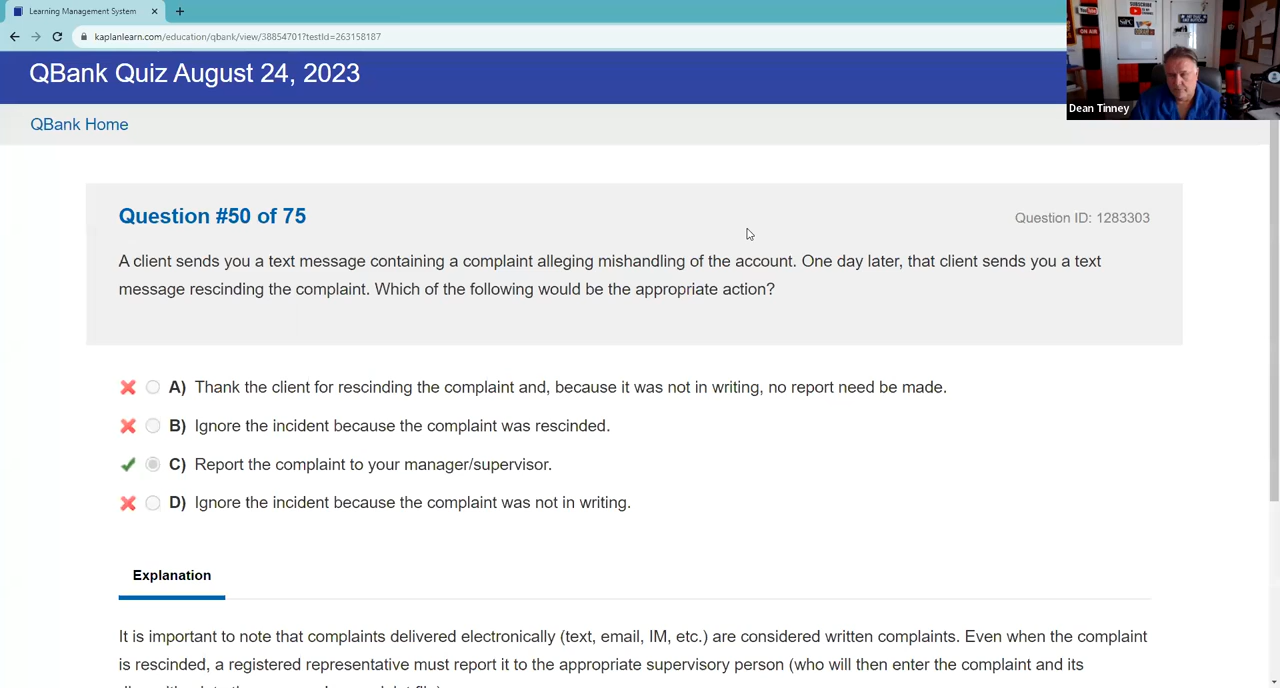 Learning Management System
kaplanlearn.com/education/qbank/view/38854701?testId=263158187
SUBSCRIBE
ON AIR
Dean Tinney
QBank Quiz August 24, 2023
QBank Home
Question #50 of 75
Question ID: 1283303
A client sends you a text message containing a complaint alleging mishandling of the account. One day later, that client sends you a text
message rescinding the complaint. Which of the following would be the appropriate action?
A) Thank the client for rescinding the complaint and, because it was not in writing, no report need be made.
B) Ignore the incident because the complaint was rescinded.
C) Report the complaint to your manager/supervisor.
D) Ignore the incident because the complaint was not in writing.
Explanation
It is important to note that complaints delivered electronically (text, email, IM, etc.) are considered written complaints. Even when the complaint
is rescinded, a registered representative must report it to the appropriate supervisory person (who will then enter the complaint and its